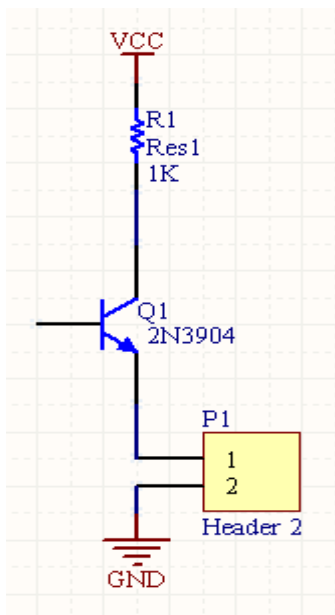 VCC
R1
Res1
1K
Q1
2N3904
P1
1
2
Header 2
GND